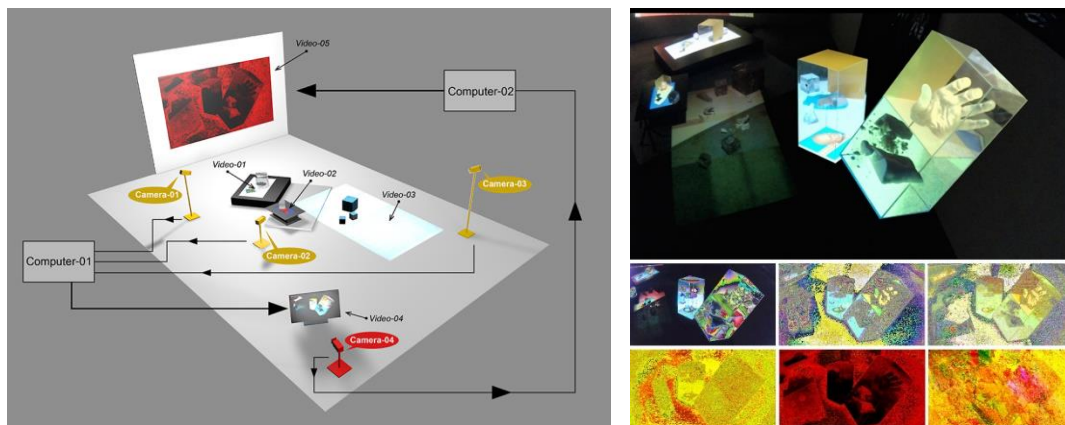 Video-05
Computer-02
Video-01
Video-02
Camera-03
Camera-01
Video-03
Camera-02
Computer-01
Video-04
Camera-04